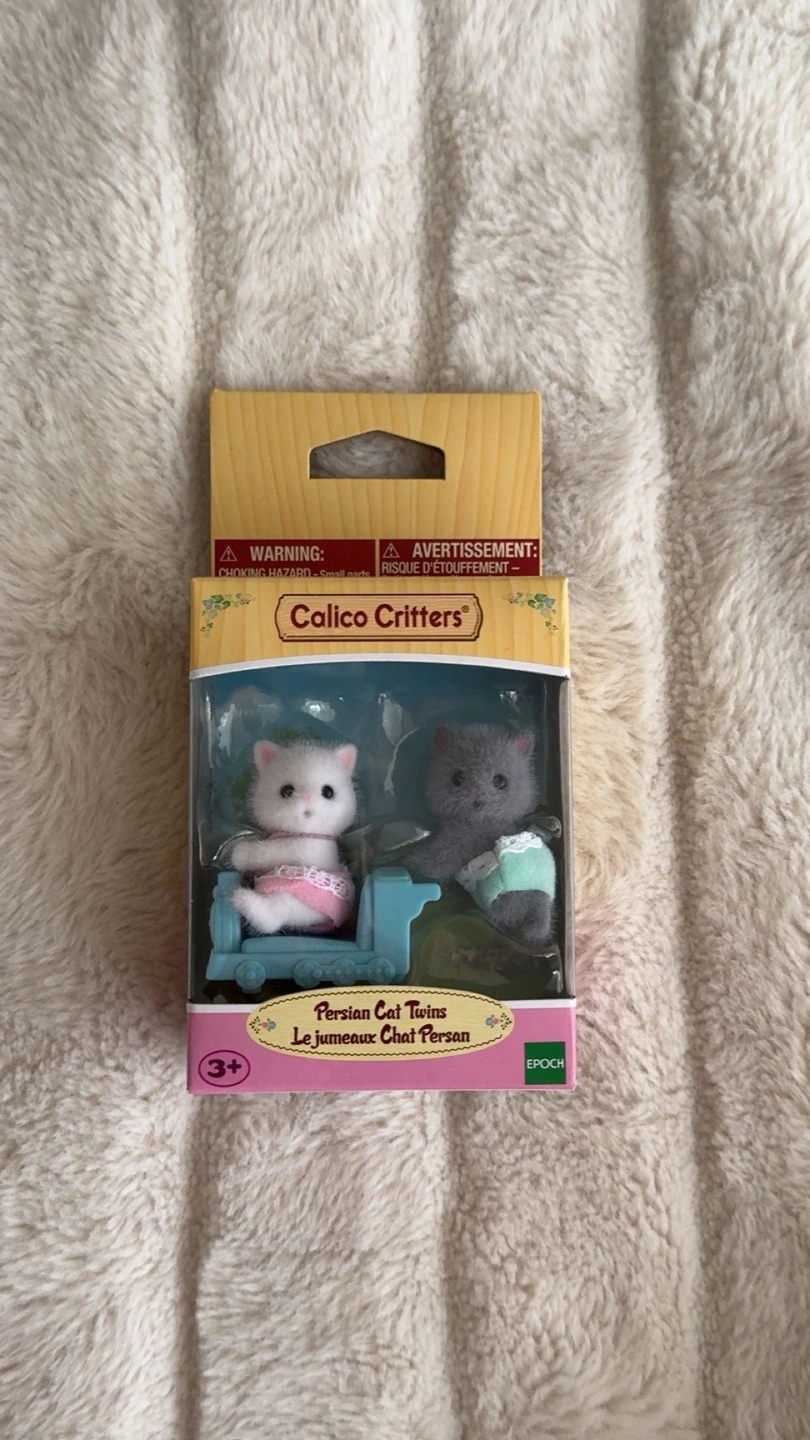 WARNING:
CHOKING HAZARD - Small parts
AVERTISSEMENT:
RISQUE D'ÉTOUFFEMENT –
Calico Critters®
Persian Cat Twins
Le jumeaux Chat Persan
3+
EPOCH